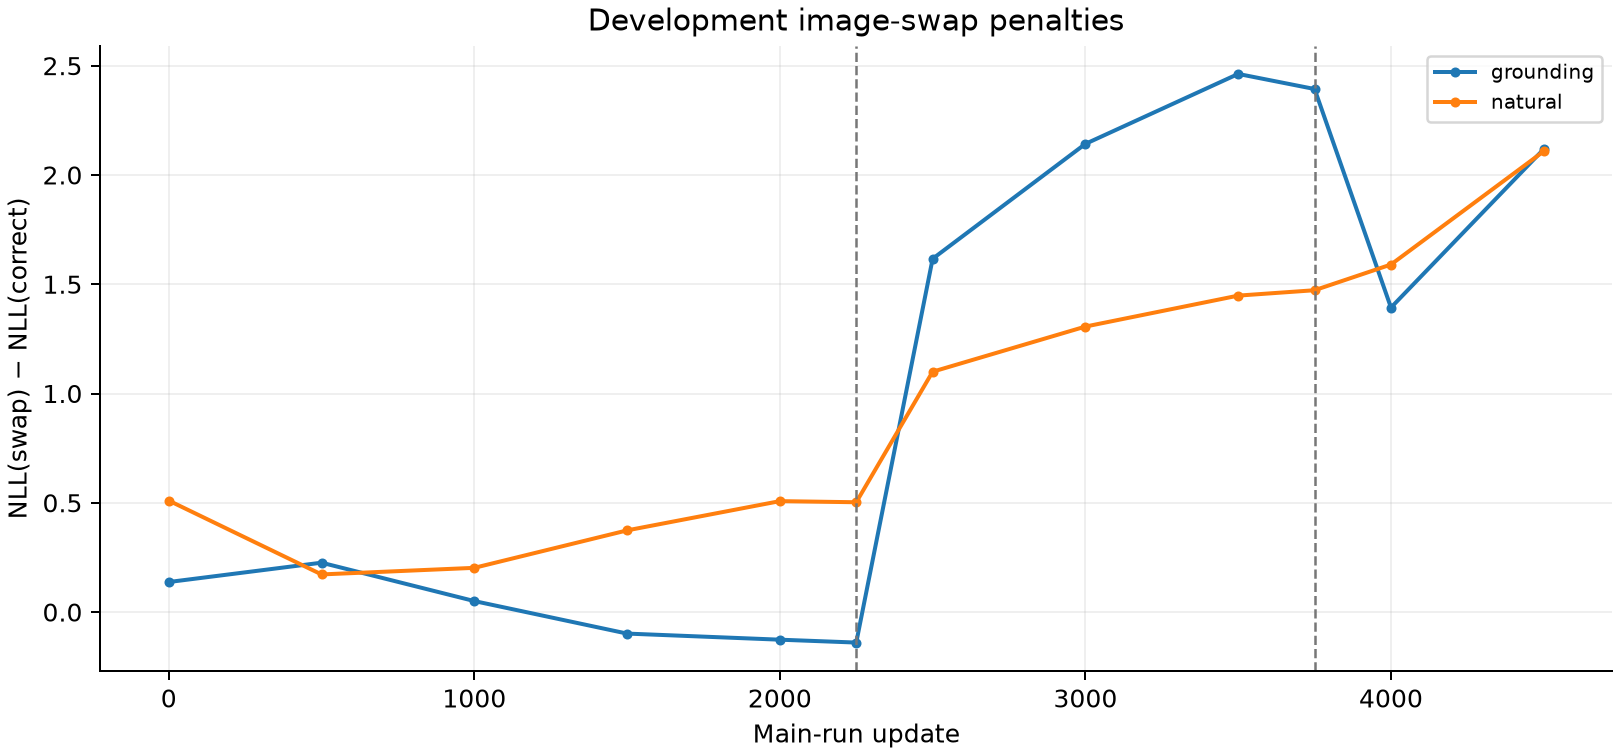 Development image-swap penalties
grounding
natural
NLL(swap) − NLL(correct)
2.5
2.0
1.5
1.0
0.5
0.0
0 1000 2000 3000 4000
Main-run update